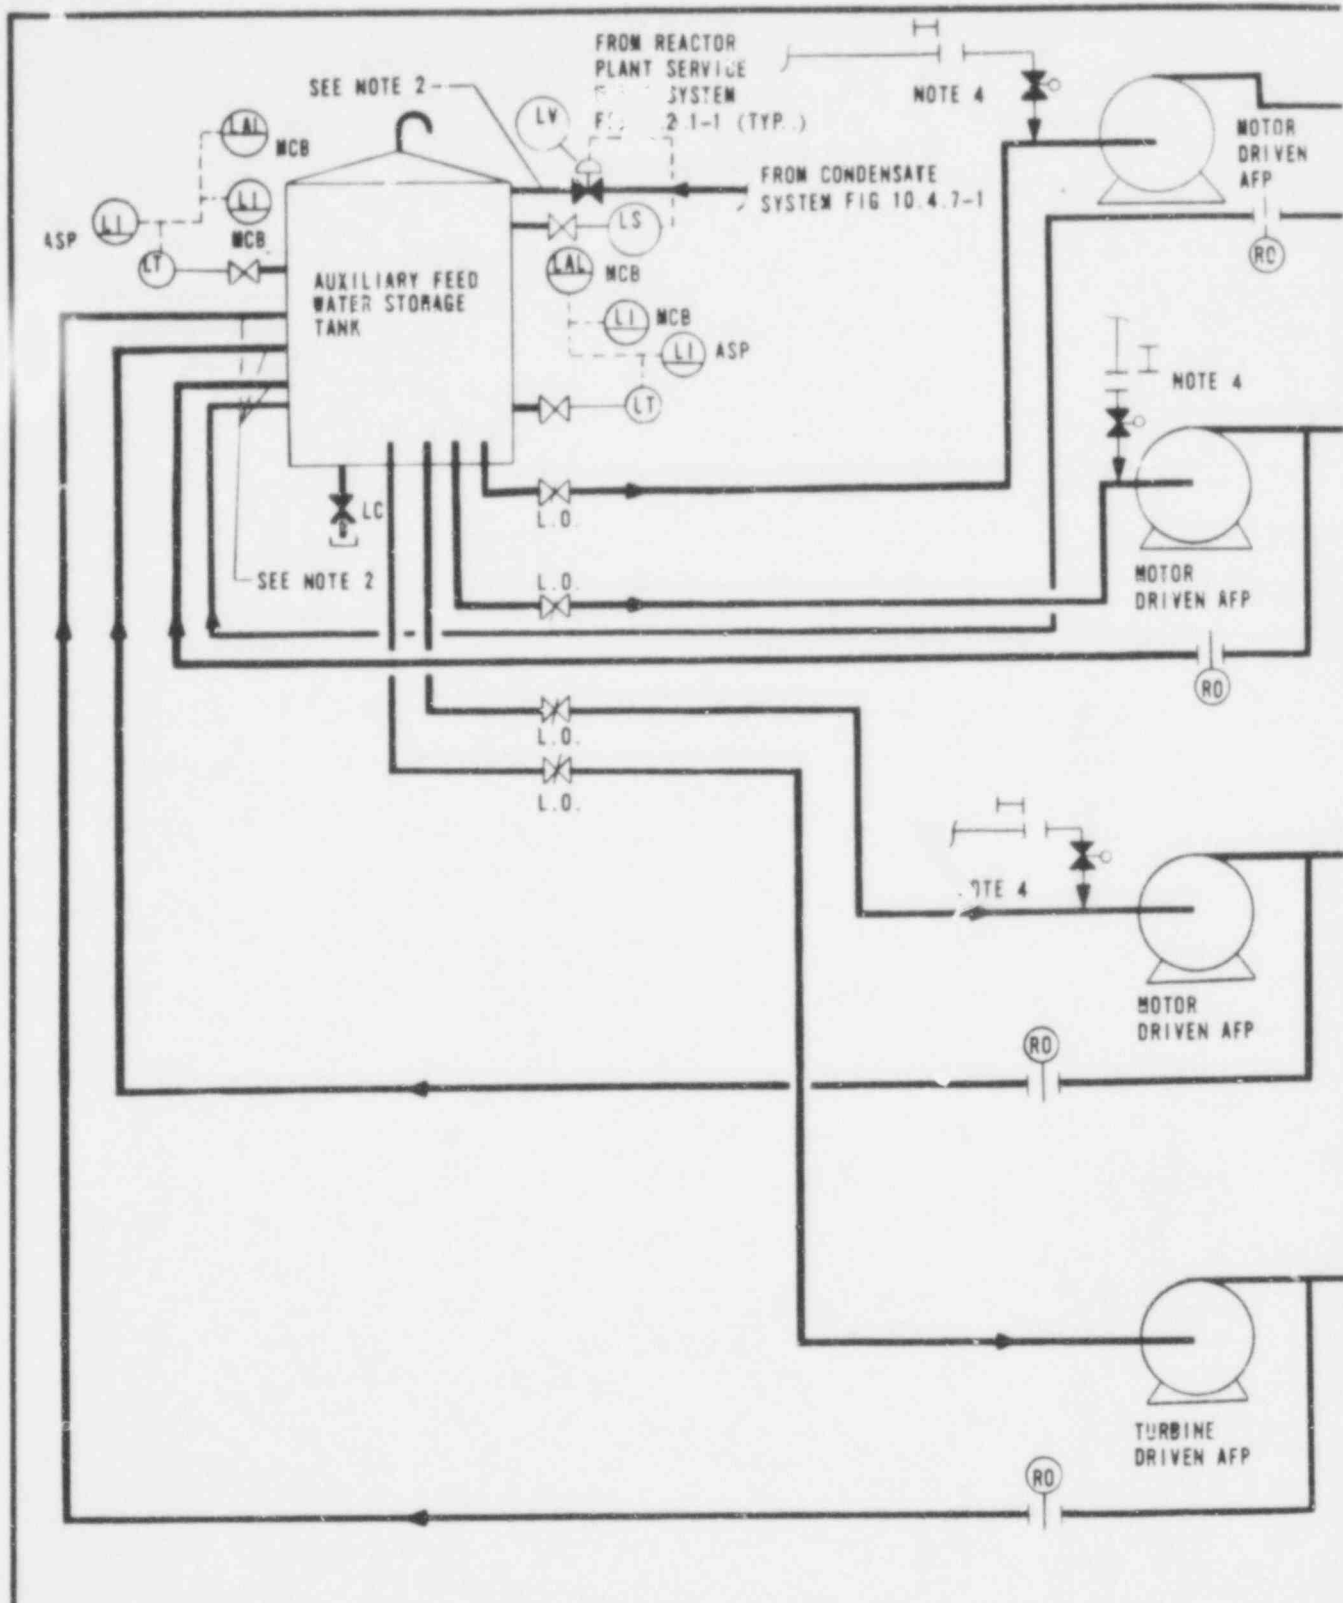 FROM REACTOR
PLANT SERVICE
SYSTEM
2.1-1 (TYP.)
SEE NOTE 2
LV
NOTE 4
MOTOR
DRIVEN
AFP
RO
LAL
MCB
LI
MCB
ASP
LI
LT
FROM CONDENSATE
SYSTEM FIG 10.4.7-1
LS
LAL
MCB
LI
MCB
LI
ASP
LT
AUXILIARY FEED
WATER STORAGE
TANK
NOTE 4
LC
L.O.
SEE NOTE 2
L.O.
MOTOR
DRIVEN AFP
RO
L.O.
L.O.
NOTE 4
MOTOR
DRIVEN AFP
RO
TURBINE
DRIVEN AFP
RO